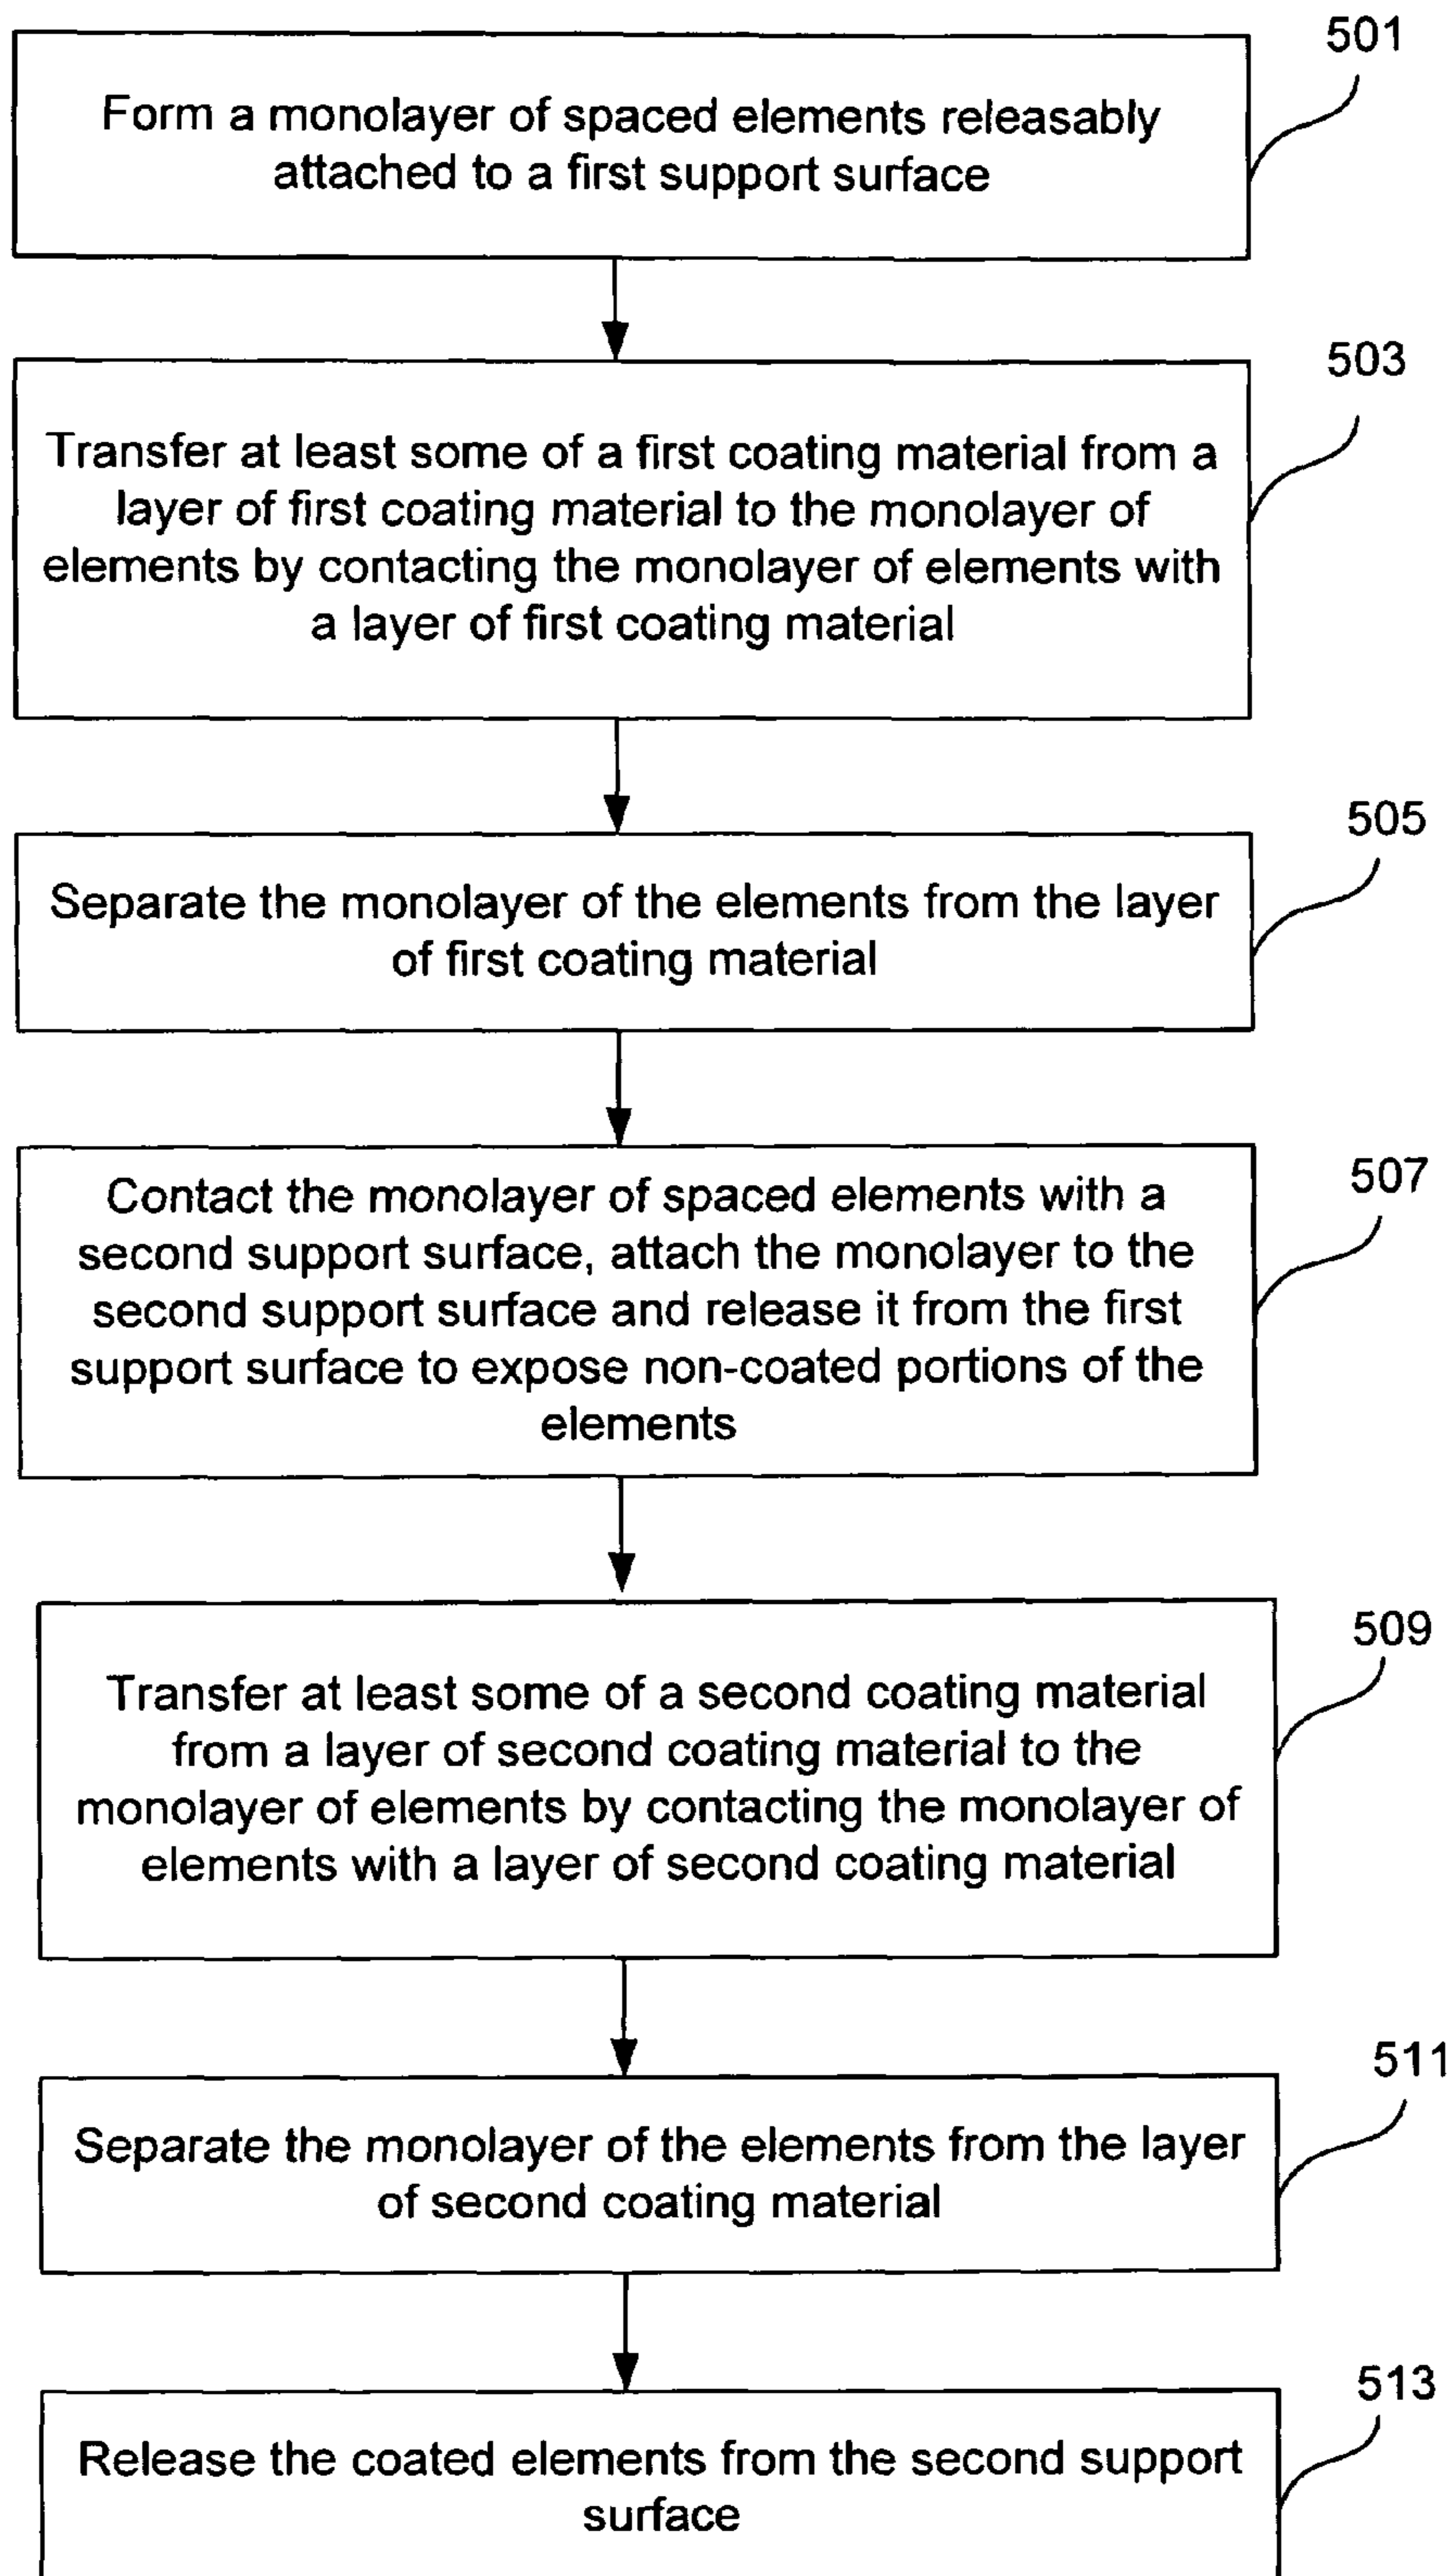 501
Form a monolayer of spaced elements releasably
attached to a first support surface
503
Transfer at least some of a first coating material from a
layer of first coating material to the monolayer of
elements by contacting the monolayer of elements with
a layer of first coating material
505
Separate the monolayer of the elements from the layer
of first coating material
507
Contact the monolayer of spaced elements with a
second support surface, attach the monolayer to the
second support surface and release it from the first
support surface to expose non-coated portions of the
elements
509
Transfer at least some of a second coating material
from a layer of second coating material to the
monolayer of elements by contacting the monolayer of
elements with a layer of second coating material
511
Separate the monolayer of the elements from the layer
of second coating material
513
Release the coated elements from the second support
surface